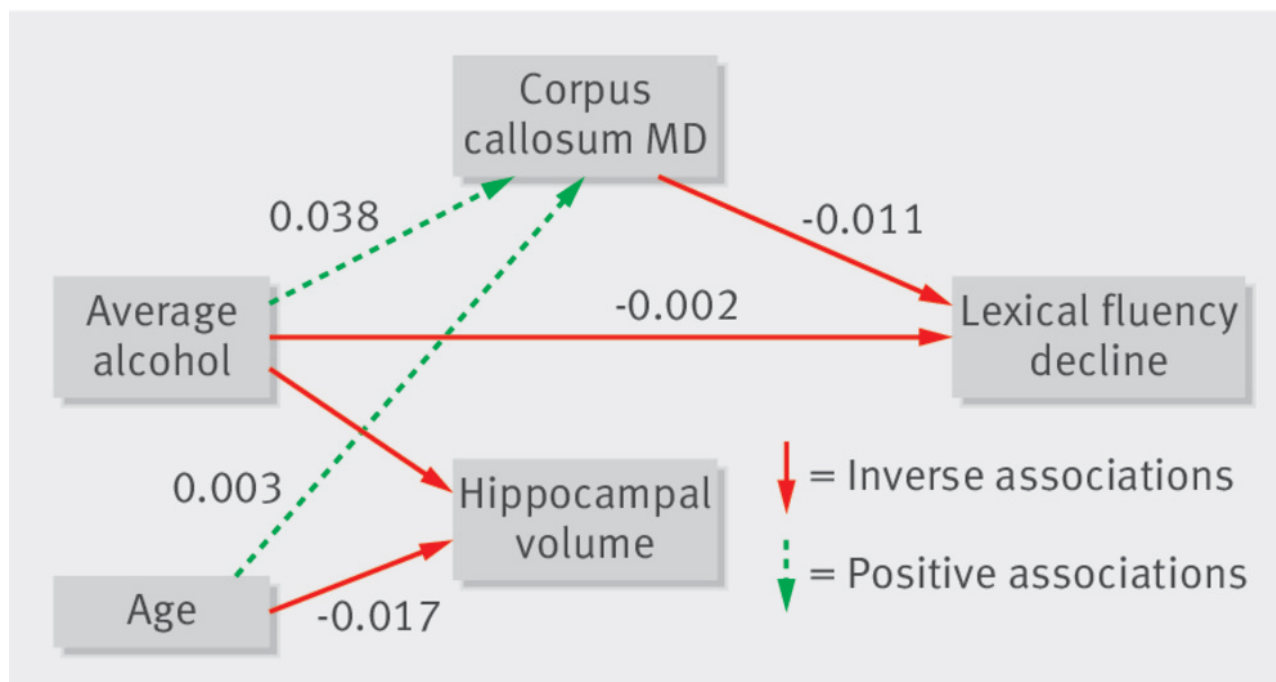 Corpus
callosum MD
0.038
-0.011
Average
alcohol
-0.002
Lexical fluency
decline
0.003
Hippocampal
volume
= Inverse associations
= Positive associations
Age
-0.017